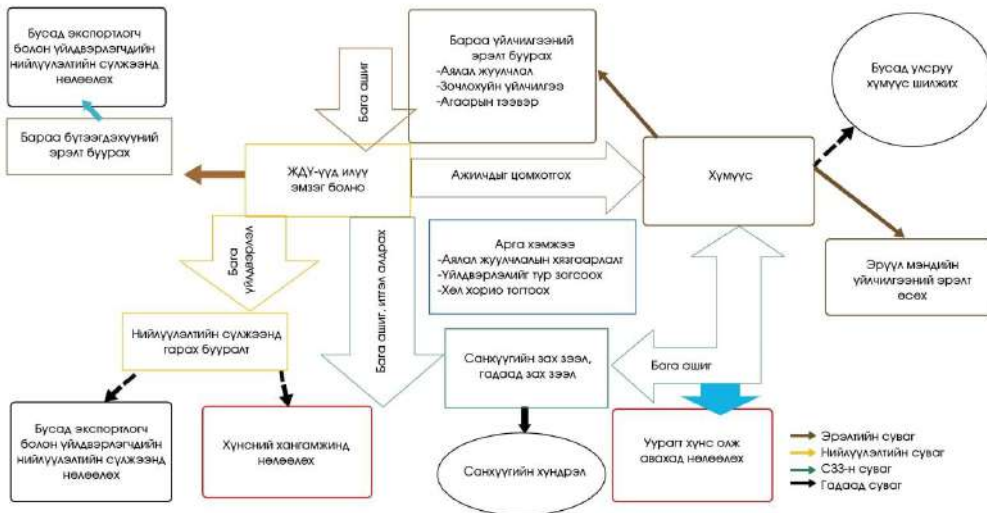 Бусад экспортлогч
болон үйлдвэрлэгчдийн
нийлүүлэлтийн сүлжээнд
нөлөөлөх
Бараа бүтээгдэхүүний
эрэлт буурах
Бага ашиг
Бараа үйлчилгээний
эрэлт буурах
-Аялал жуулчлал
-Зочлохуйн үйлчилгээ
-Агаарын тээвэр
Бусад улсруу
хүмүүс шилжих
ЖДҮ-үүд илүү
эмзэг болно
Ажилчдыг цомхотгох
Хүмүүс
Бага
үйлдвэрлэл
Бага ашиг, итгэл алдрах
Арга хэмжээ
-Аялал жуулчлалын хязгаарлалт
-Үйлдвэрлэлийг түр зогсоох
-Хөл хорио тогтоох
Эрүүл мэндийн
үйлчилгээний эрэлт
өсөх
Нийлүүлэлтийн сүлжээнд
гарах бууралт
Санхүүгийн зах зээл,
гадаад зах зээл
Бага ашиг
Бусад экспортлогч
болон үйлдвэрлэгчдийн
нийлүүлэлтийн сүлжээнд
нөлөөлөх
Хүнсний хангамжинд
нөлөөлөх
Санхүүгийн хүндрэл
Уурагт хүнс олж
авахад нөлөөлөх
Эрэлтийн суваг
Нийлүүлэлтийн суваг
СЗЗ-н суваг
Гадаад суваг